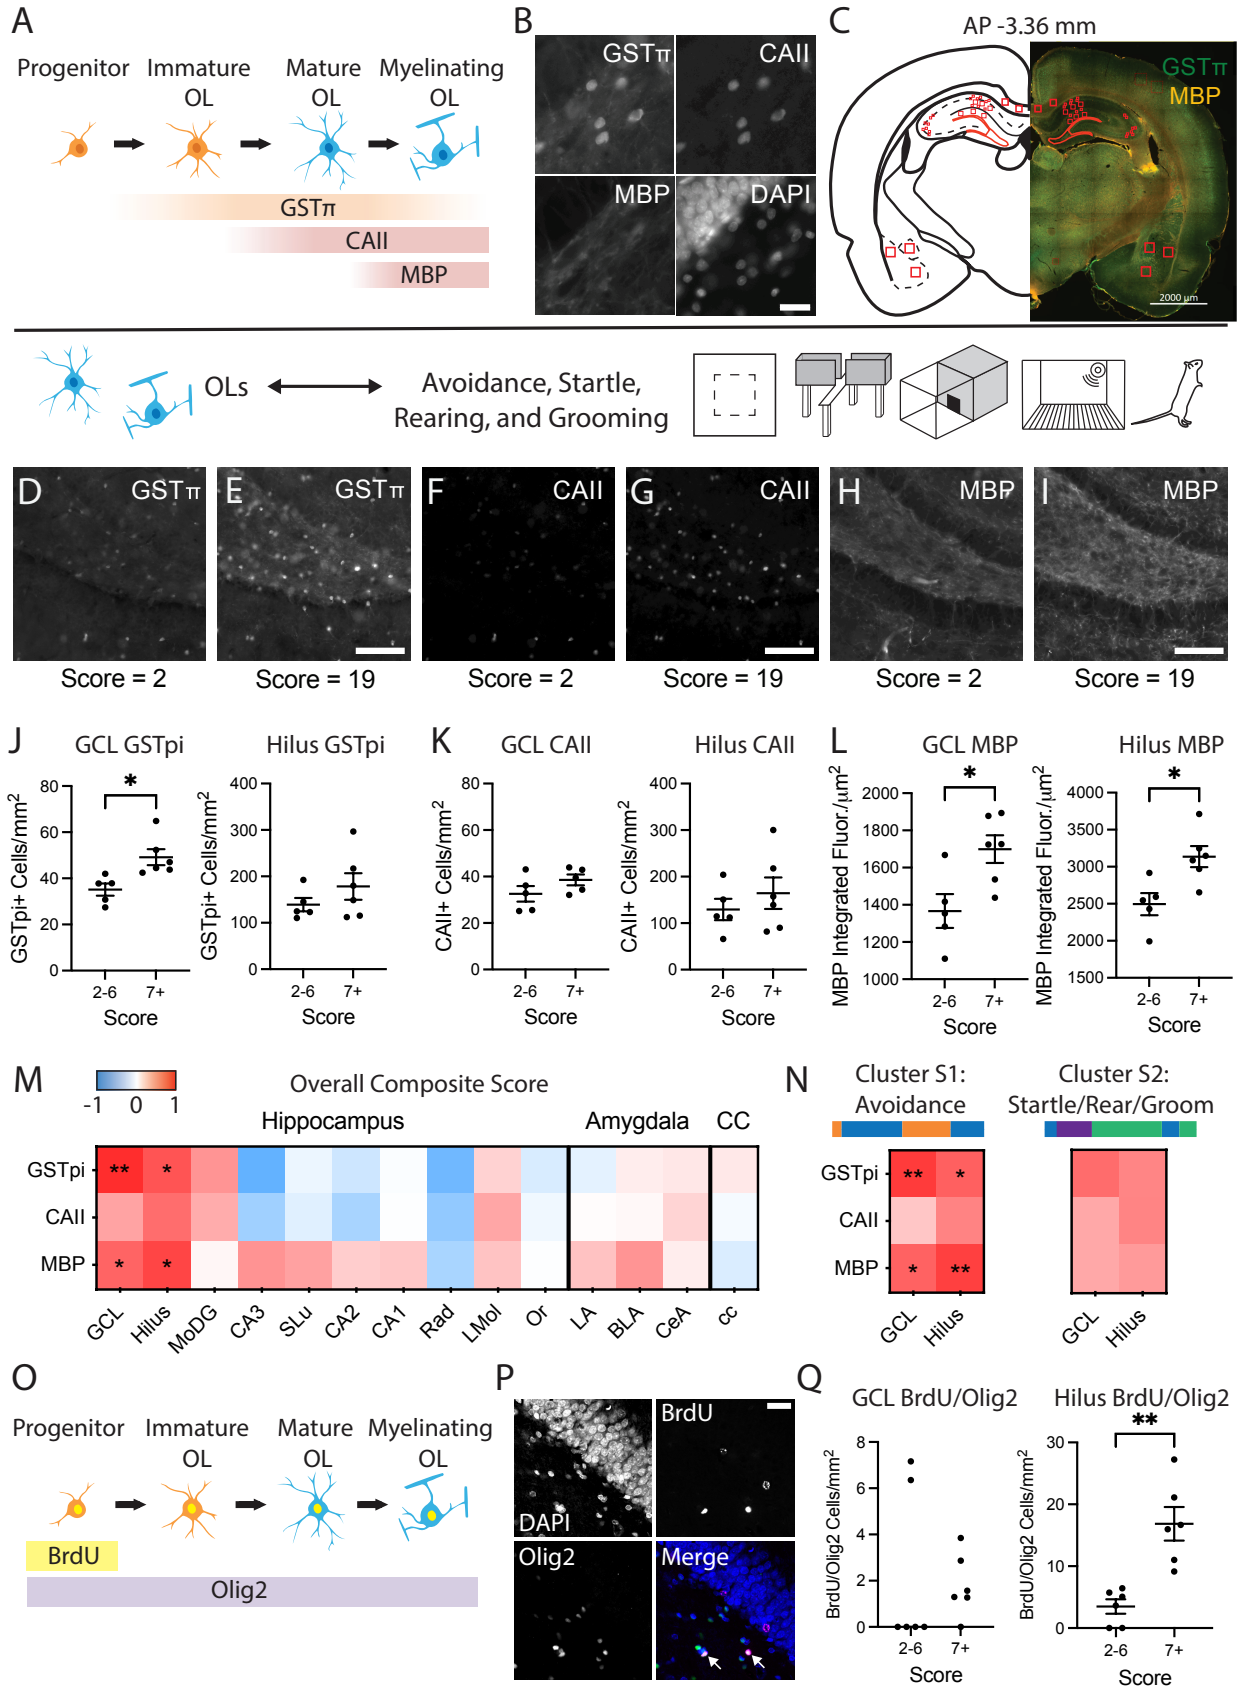 A
Progenitor
Immature
OL
Mature
OL
Myelinating
OL
GSTπ
CAII
MBP
B
GSTπ
CAII
MBP
DAPI
C
AP -3.36 mm
GSTπ
MBP
2000 µm
OLs
Avoidance, Startle,
Rearing, and Grooming
D
GSTπ
E
GSTπ
F
CAII
G
CAII
H
MBP
I
MBP
Score = 2
Score = 19
Score = 2
Score = 19
Score = 2
Score = 19
J
GCL GSTpi
GSTpi+ Cells/mm²
80
60
40
20
0
*
2-6
7+
Score
Hilus GSTpi
GSTpi+ Cells/mm²
400
300
200
100
0
2-6
7+
Score
K
GCL CAII
CAII+ Cells/mm²
80
60
40
20
0
2-6
7+
Score
Hilus CAII
CAII+ Cells/mm²
400
300
200
100
0
2-6
7+
Score
L
GCL MBP
MBP Integrated Fluor./µm²
2000
1800
1600
1400
1200
1000
*
2-6
7+
Score
Hilus MBP
MBP Integrated Fluor./µm²
4000
3500
3000
2500
2000
1500
*
2-6
7+
Score
M
-1
0
1
Overall Composite Score
Hippocampus
Amygdala
CC
GSTpi
** *
CAII
MBP
* *
GCL
Hilus
MoDG
CA3
SLu
CA2
CA1
Rad
LMol
Or
LA
BLA
CeA
cc
N
Cluster S1:
Avoidance
Cluster S2:
Startle/Rear/Groom
GSTpi
** *
CAII
MBP
* **
GCL
Hilus
GCL
Hilus
O
Progenitor
Immature
OL
Mature
OL
Myelinating
OL
BrdU
Olig2
P
DAPI
BrdU
Olig2
Merge
Q
GCL BrdU/Olig2
BrdU/Olig2 Cells/mm²
8
6
4
2
0
2-6
7+
Score
Hilus BrdU/Olig2
BrdU/Olig2 Cells/mm²
30
20
10
0
**
2-6
7+
Score